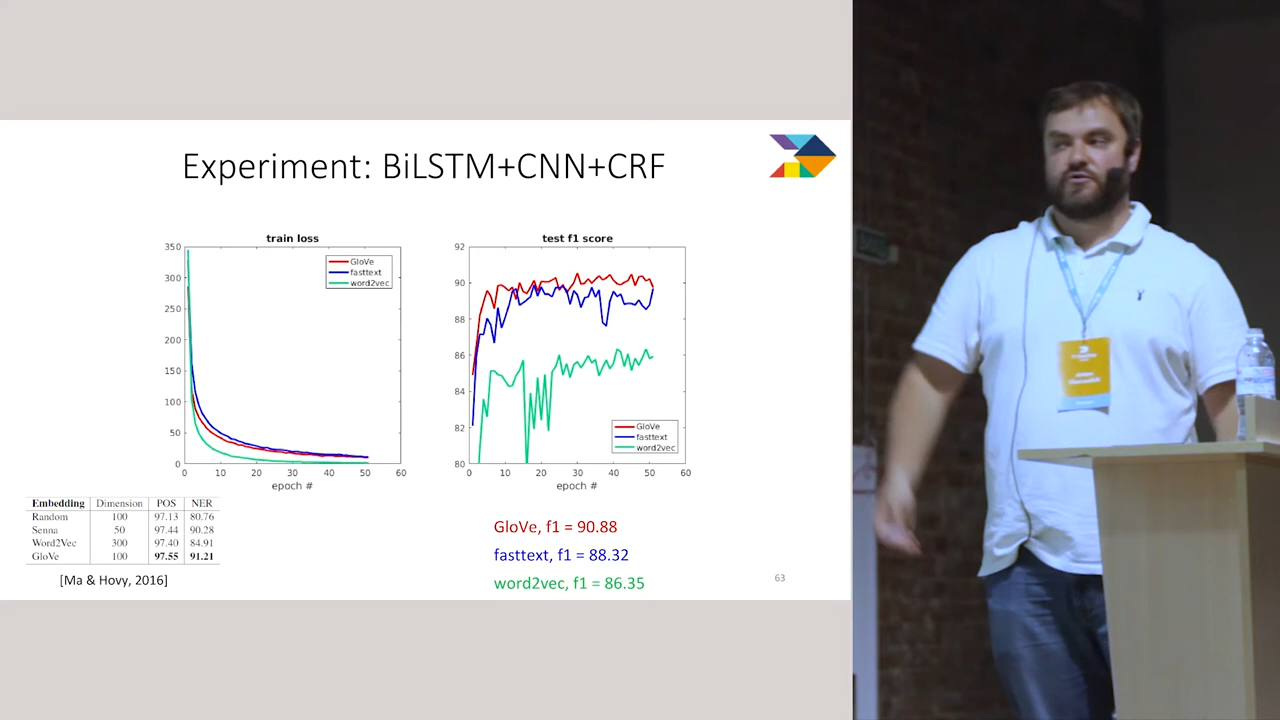 Experiment: BiLSTM+CNN+CRF
train loss
350
300
250
200
150
100
50
0
0 10 20 30 40 50 60
epoch #
GloVe
fasttext
word2vec
test f1 score
92
90
88
86
84
82
80
0 10 20 30 40 50 60
epoch #
GloVe
fasttext
word2vec
Embedding Dimension POS NER
Random 100 97.13 80.76
Senna 50 97.44 90.28
Word2Vec 300 97.40 84.91
GloVe 100 97.55 91.21
[Ma & Hovy, 2016]
GloVe, f1 = 90.88
fasttext, f1 = 88.32
word2vec, f1 = 86.35
63